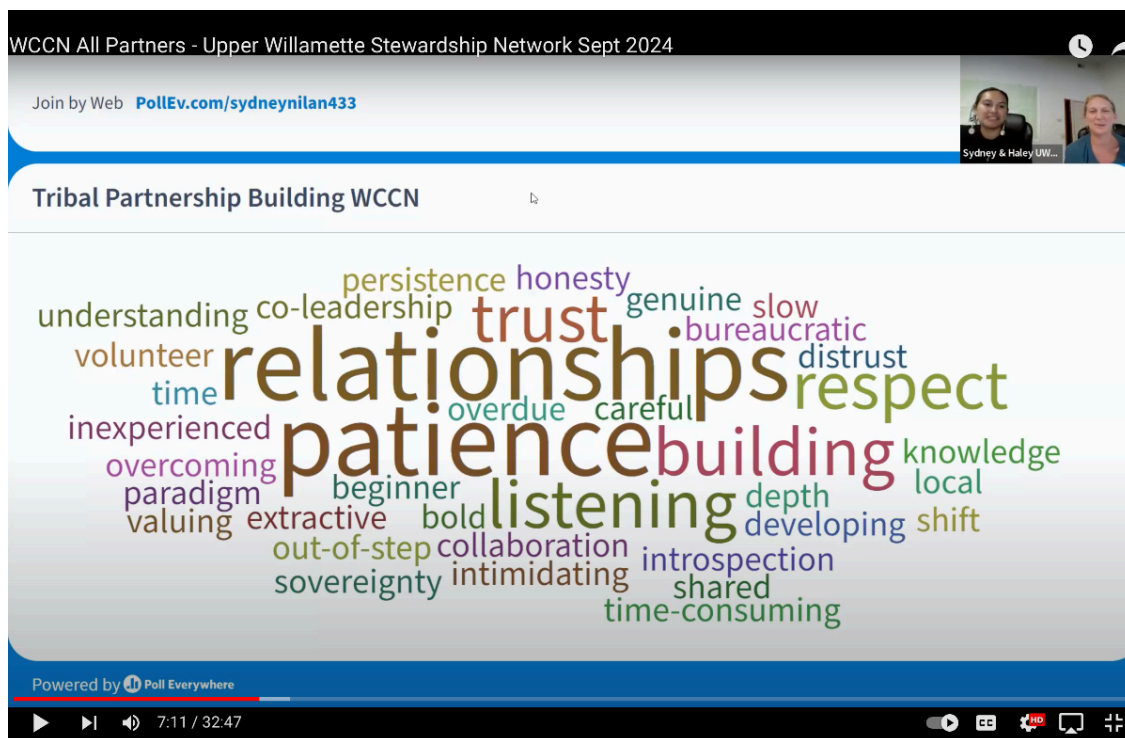 WCCN All Partners - Upper Willamette Stewardship Network Sept 2024
Join by Web PollEv.com/sydneynilan433
Sydney & Haley UW...
Tribal Partnership Building WCCN
persistence honesty
understanding co-leadership trust genuine slow
bureaucratic
volunteer relationships distrust
time respect
overdue careful
inexperienced patience building knowledge
overcoming local
paradigm beginner listening depth
valuing extractive bold developing shift
out-of-step collaboration introspection
sovereignty intimidating shared
time-consuming
Powered by Poll Everywhere
7:11 / 32:47
CC HD